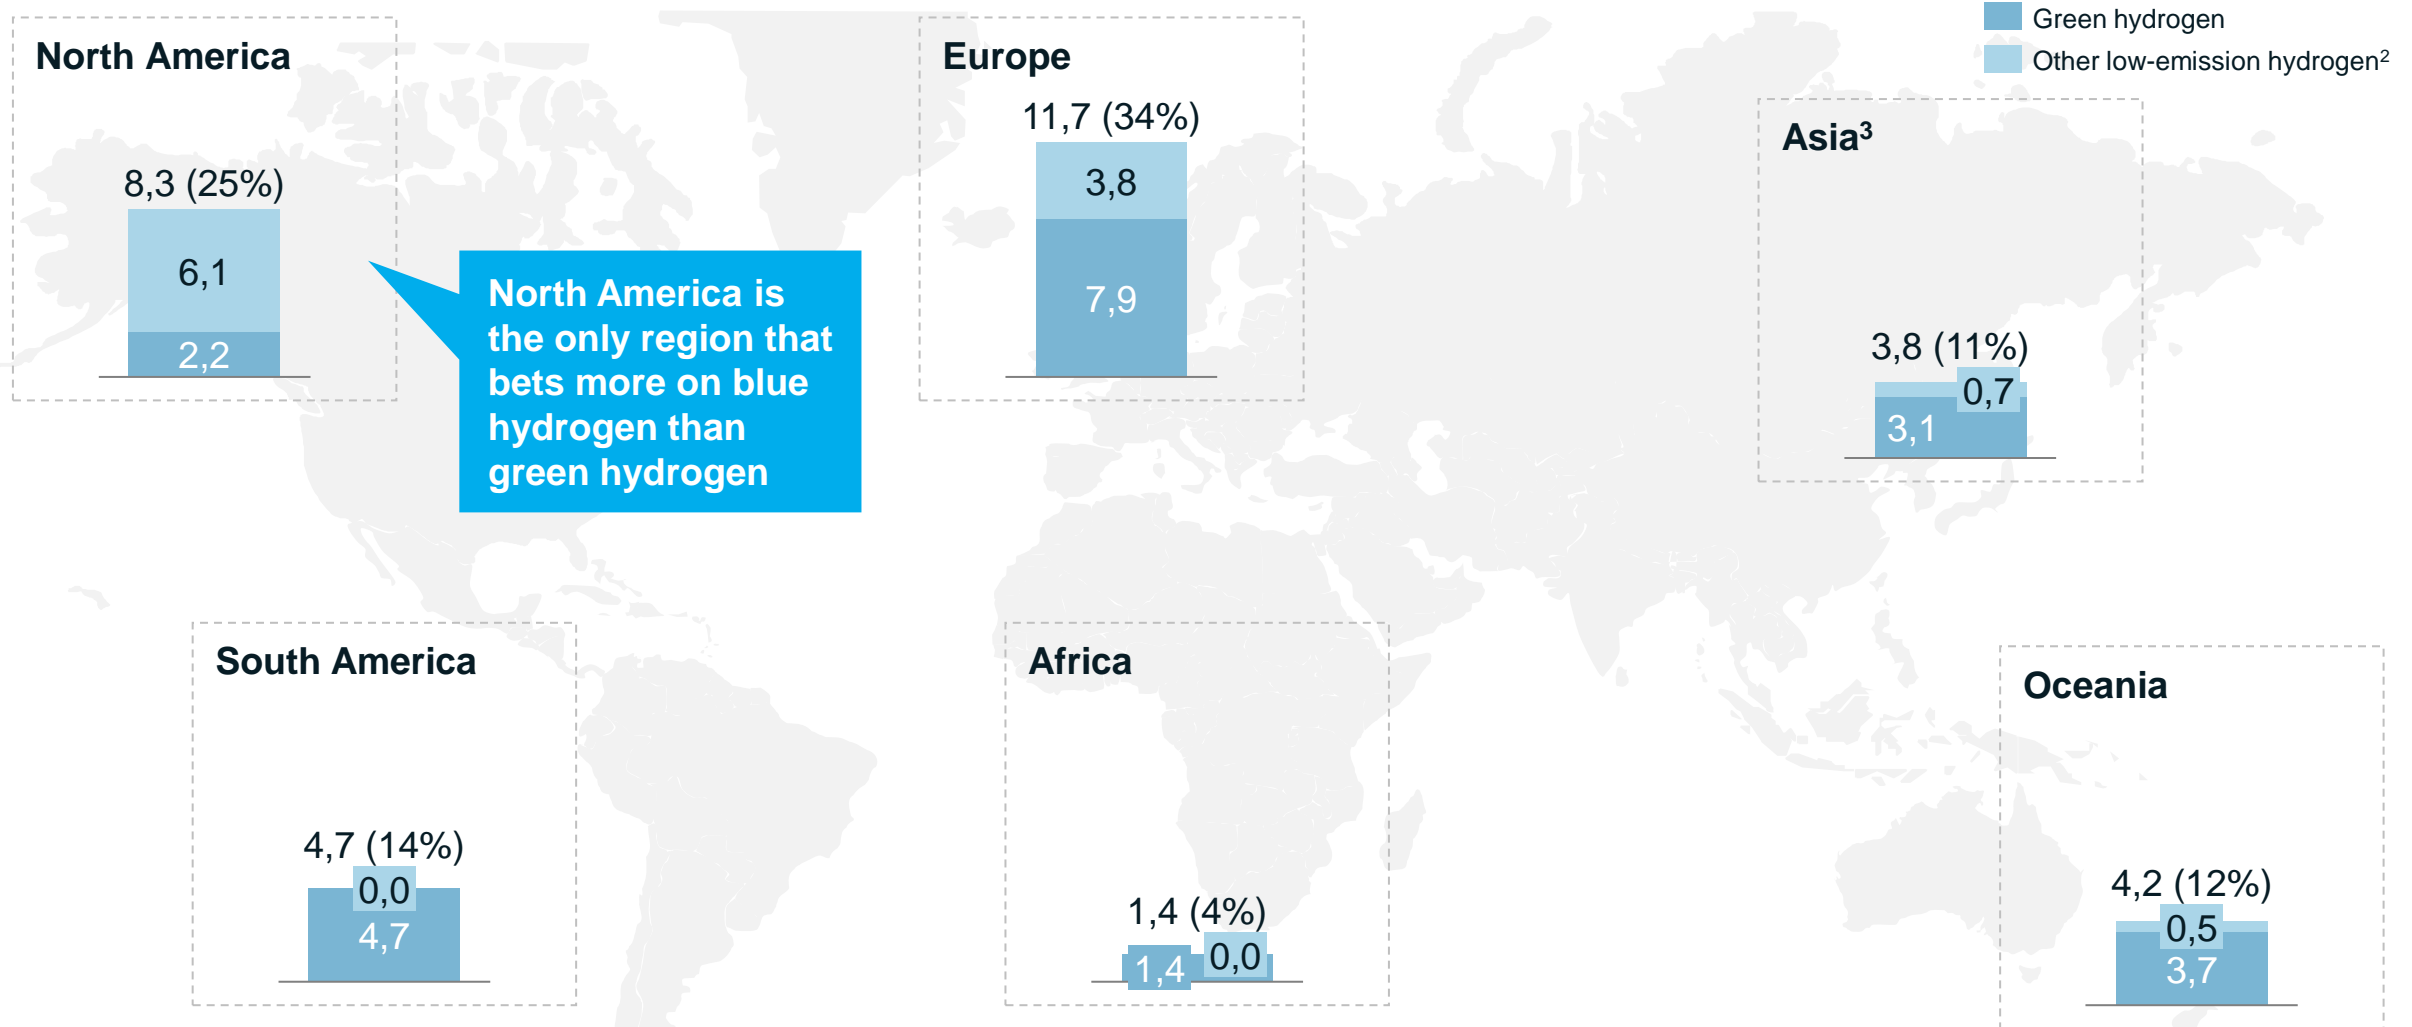 Green hydrogen
Other low-emission hydrogen²
North America
8,3 (25%)
6,1
2,2
North America is
the only region that
bets more on blue
hydrogen than
green hydrogen
Europe
11,7 (34%)
3,8
7,9
Asia³
3,8 (11%)
0,7
3,1
South America
4,7 (14%)
0,0
4,7
Africa
1,4 (4%)
0,0
1,4
Oceania
4,2 (12%)
0,5
3,7